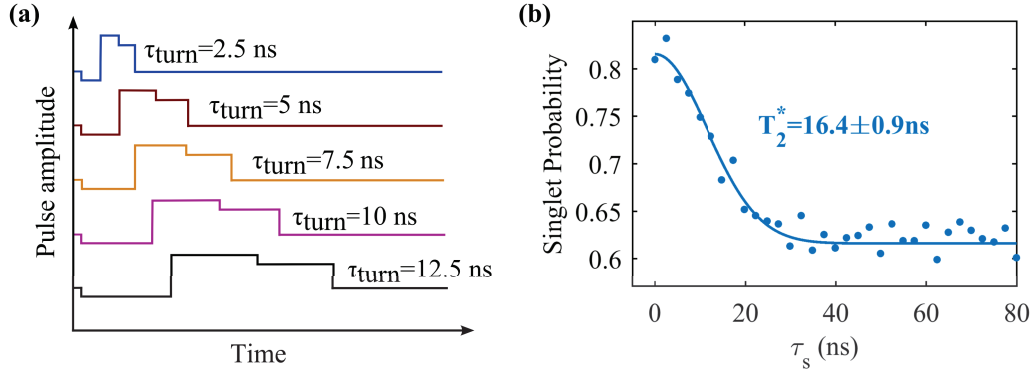 (a)
Pulse amplitude
τturn=2.5 ns
τturn=5 ns
τturn=7.5 ns
τturn=10 ns
τturn=12.5 ns
Time
(b)
Singlet Probability
0.8
0.75
0.7
0.65
0.6
T2*=16.4±0.9ns
0 20 40 60 80
τs (ns)